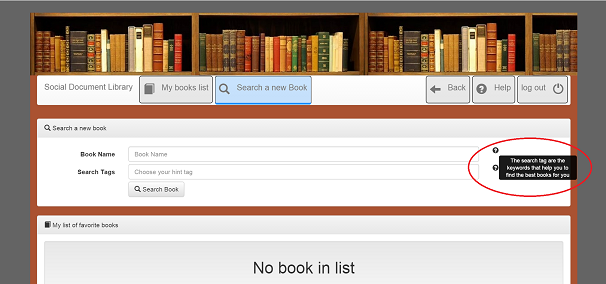 Social Document Library My books list Search a new Book Back Help log out
Search a new book
Book Name Book Name
Search Tags Choose your hint tag
The search tag are the
keywords that help you to
find the best books for you
Search Book
My list of favorite books
No book in list